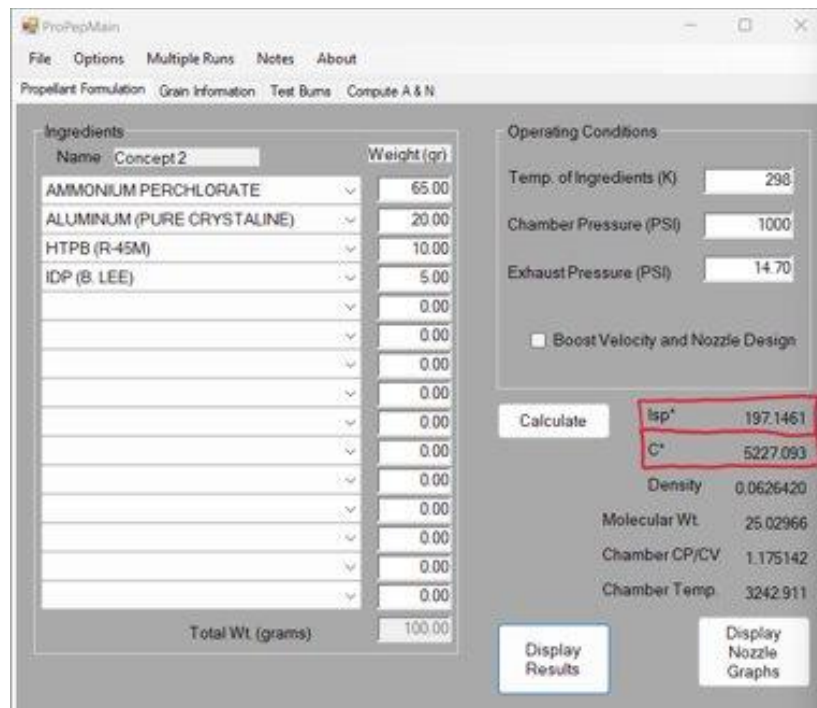 ProPepMain
File Options Multiple Runs Notes About
Propellant Formulation Grain Information Test Burns Compute A & N
Ingredients
Name Concept 2 Weight (gr)
AMMONIUM PERCHLORATE 65.00
ALUMINUM (PURE CRYSTALINE) 20.00
HTPB (R-45M) 10.00
IDP (B. LEE) 5.00
0.00
0.00
0.00
0.00
0.00
0.00
0.00
0.00
0.00
0.00
0.00
Total Wt. (grams) 100.00
Operating Conditions
Temp. of Ingredients (K) 298
Chamber Pressure (PSI) 1000
Exhaust Pressure (PSI) 14.70
Boost Velocity and Nozzle Design
Calculate
Isp* 197.1461
C* 5227.093
Density 0.0626420
Molecular Wt. 25.02966
Chamber CP/CV 1.175142
Chamber Temp. 3242.911
Display
Results
Display
Nozzle
Graphs